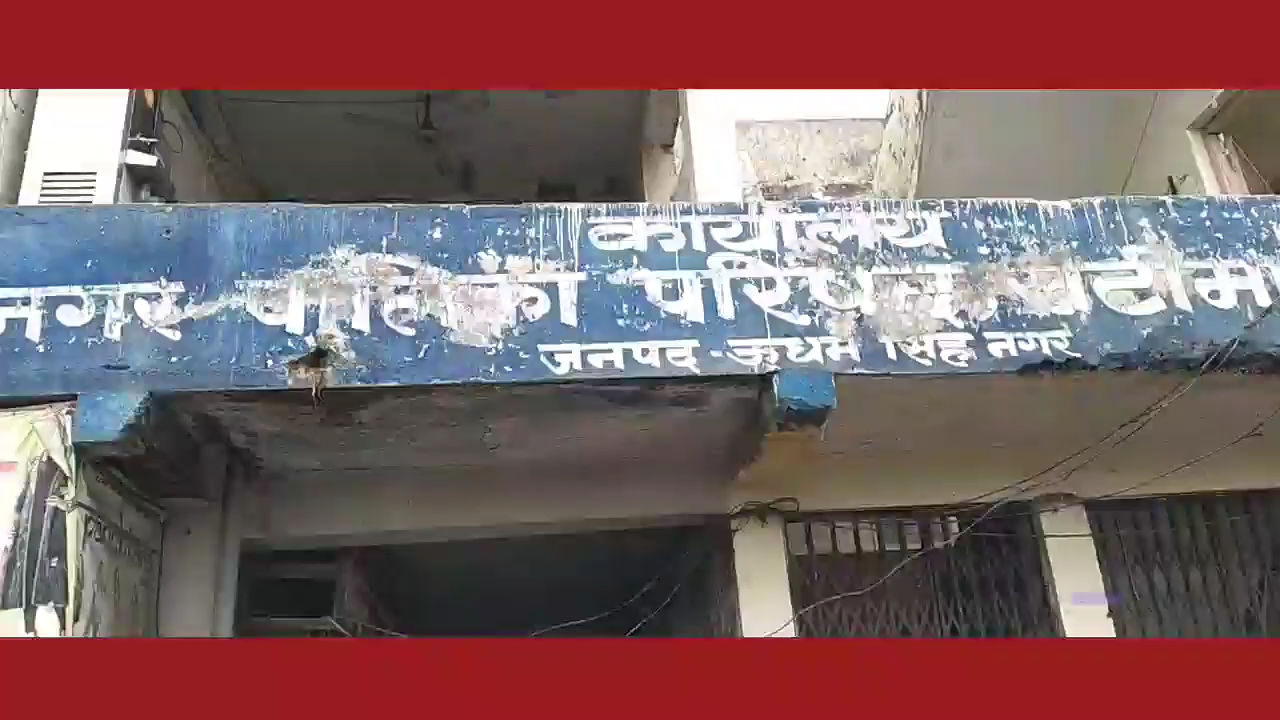 कार्यालय
नगर पालिका परिषद खटीमा
जनपद - ऊधम सिंह नगर